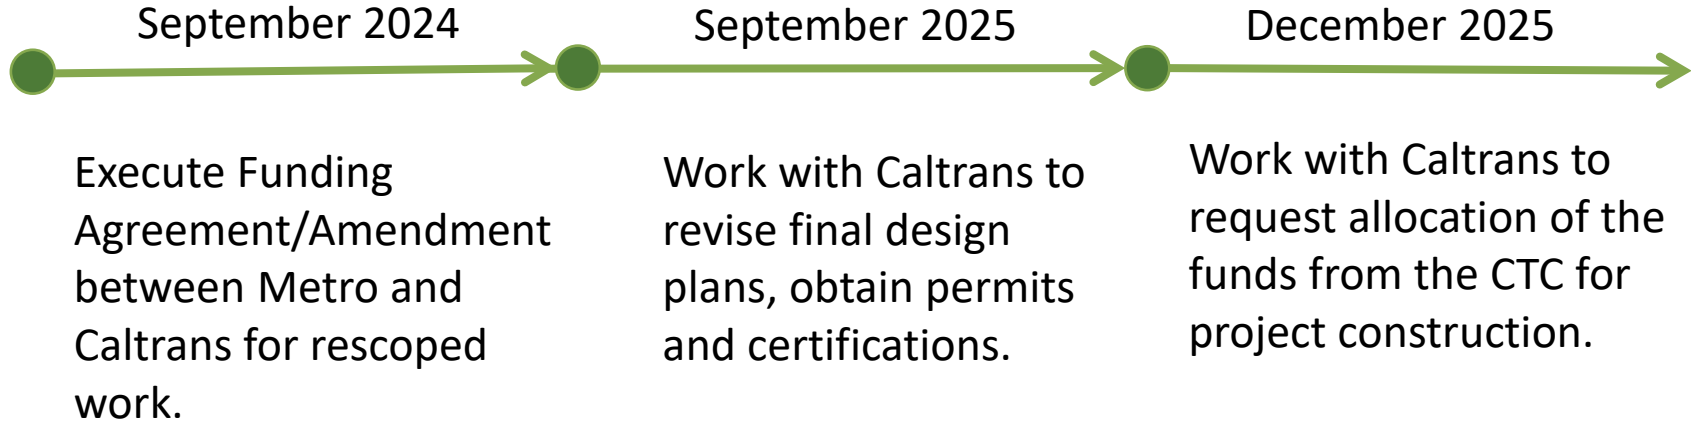 September 2024
September 2025
December 2025
Execute Funding
Agreement/Amendment
between Metro and
Caltrans for rescoped
work.
Work with Caltrans to
revise final design
plans, obtain permits
and certifications.
Work with Caltrans to
request allocation of the
funds from the CTC for
project construction.